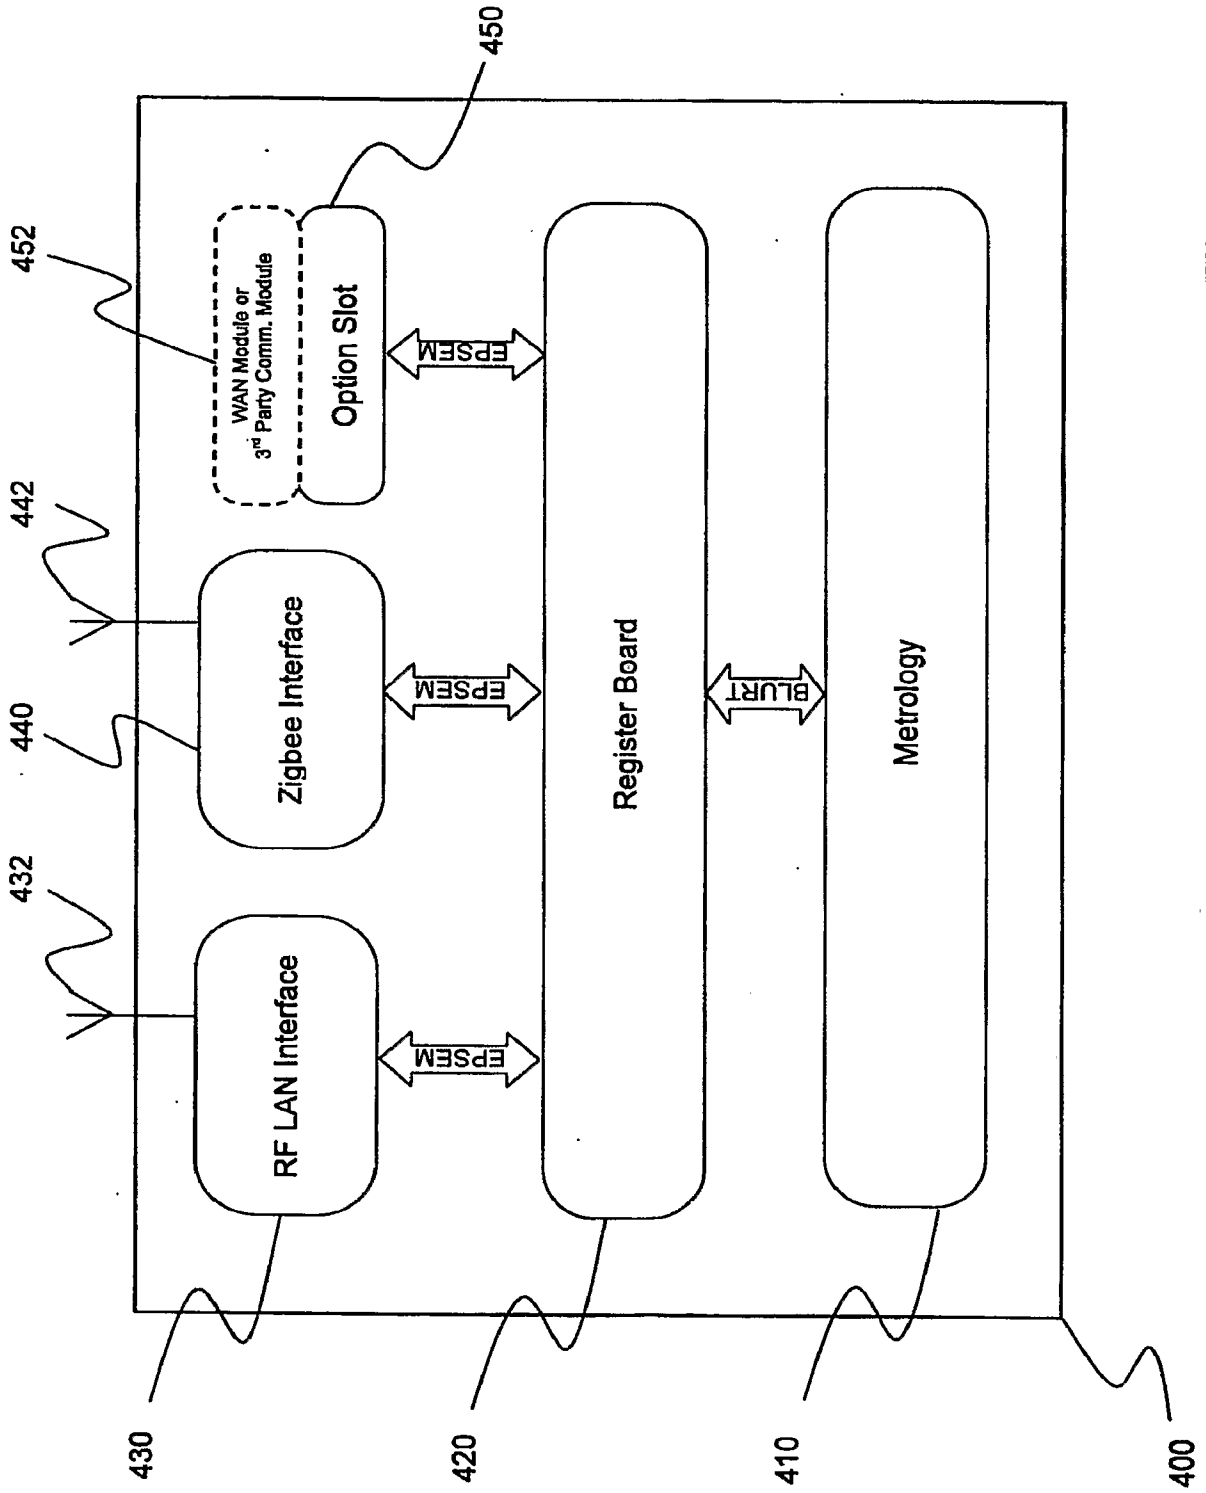 432
440
442
452
450
RF LAN Interface
Zigbee Interface
WAN Module or
3rd Party Comm. Module
Option Slot
EPSEM
EPSEM
EPSEM
Register Board
BLURT
Metrology
430
420
410
400